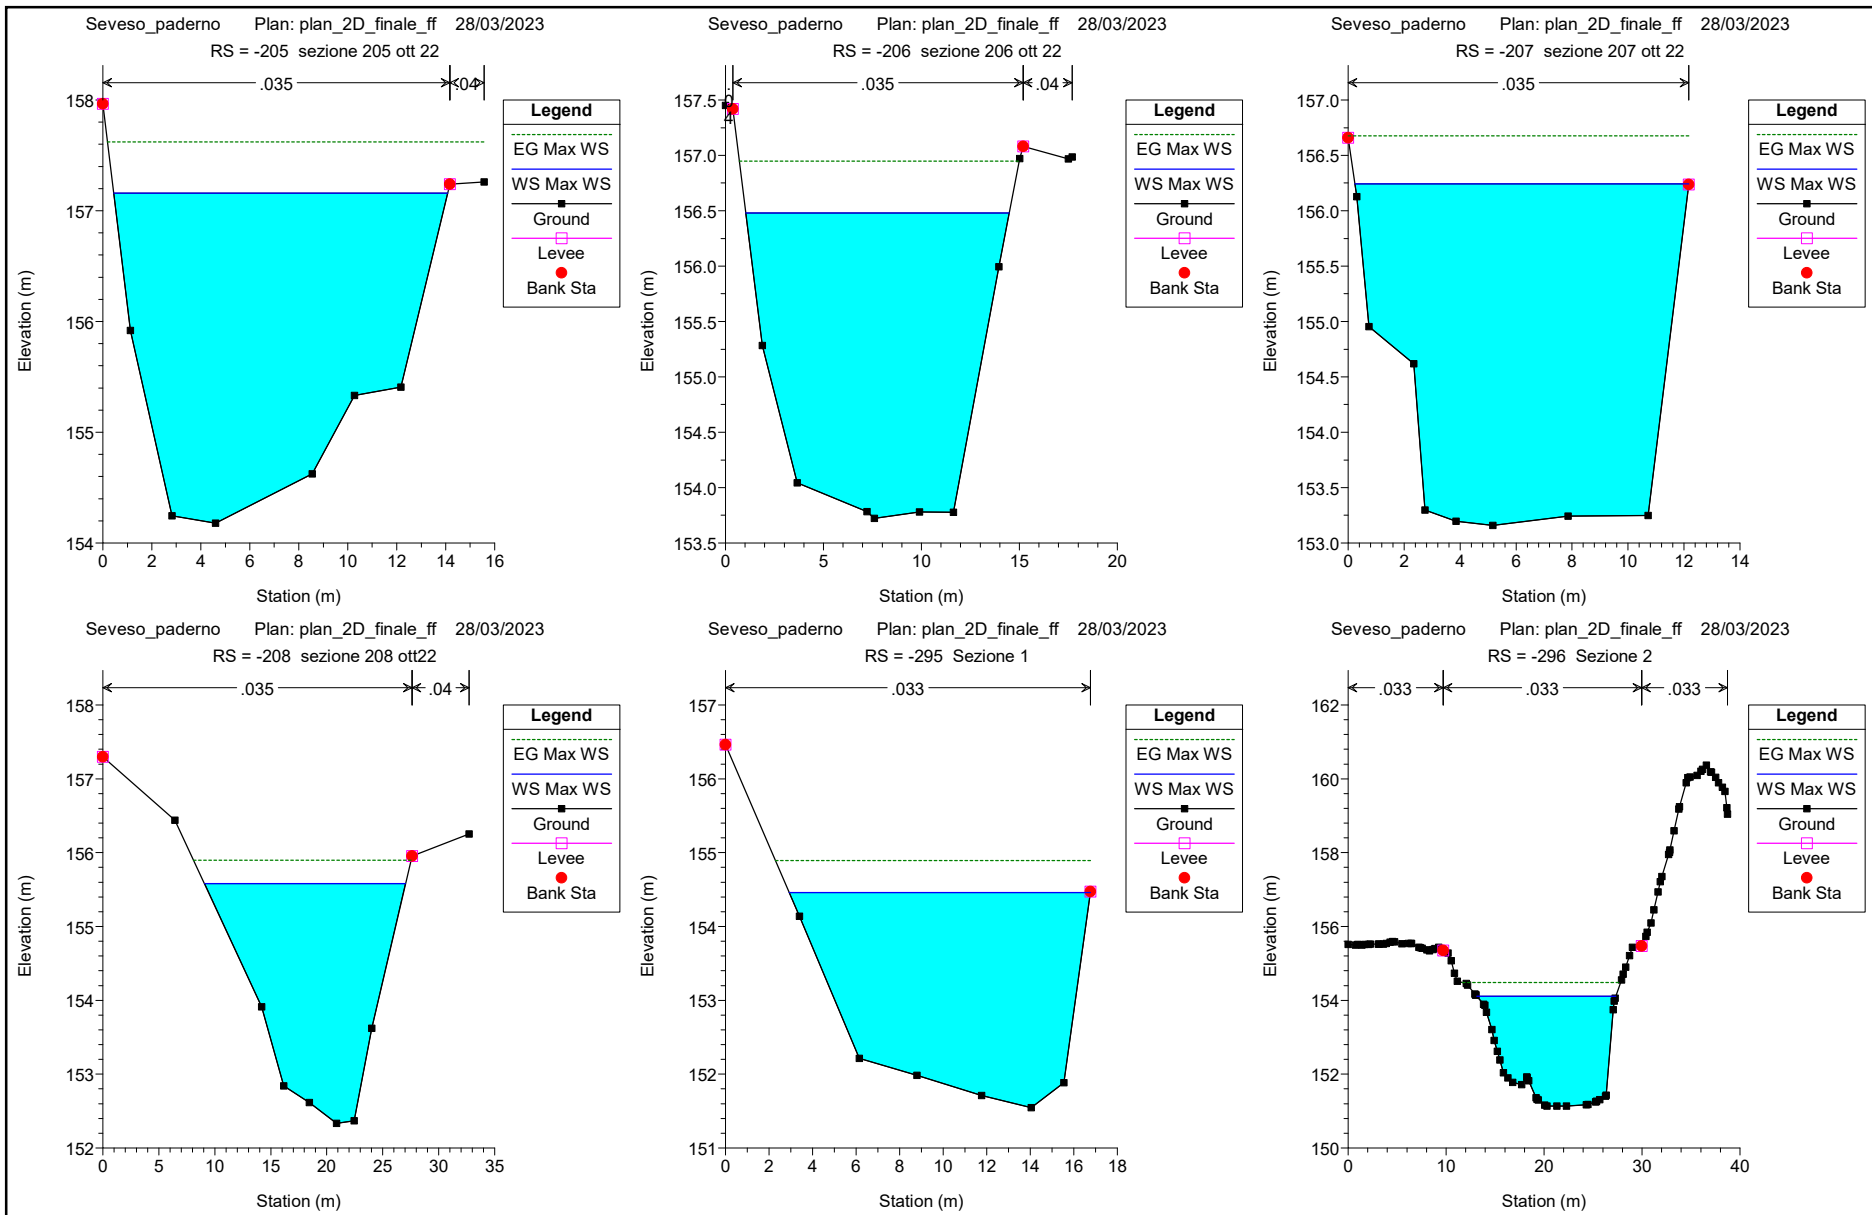 Seveso_paderno Plan: plan_2D_finale_ff 28/03/2023
RS = -205 sezione 205 ott 22
.035 .04
158
157
156
155
154
Elevation (m)
0 2 4 6 8 10 12 14 16
Station (m)
Legend
EG Max WS
WS Max WS
Ground
Levee
Bank Sta
Seveso_paderno Plan: plan_2D_finale_ff 28/03/2023
RS = -206 sezione 206 ott 22
.04 .035 .04
157.5
157.0
156.5
156.0
155.5
155.0
154.5
154.0
153.5
Elevation (m)
0 5 10 15 20
Station (m)
Legend
EG Max WS
WS Max WS
Ground
Levee
Bank Sta
Seveso_paderno Plan: plan_2D_finale_ff 28/03/2023
RS = -207 sezione 207 ott 22
.035
157.0
156.5
156.0
155.5
155.0
154.5
154.0
153.5
153.0
Elevation (m)
0 2 4 6 8 10 12 14
Station (m)
Legend
EG Max WS
WS Max WS
Ground
Levee
Bank Sta
Seveso_paderno Plan: plan_2D_finale_ff 28/03/2023
RS = -208 sezione 208 ott22
.035 .04
158
157
156
155
154
153
152
Elevation (m)
0 5 10 15 20 25 30 35
Station (m)
Legend
EG Max WS
WS Max WS
Ground
Levee
Bank Sta
Seveso_paderno Plan: plan_2D_finale_ff 28/03/2023
RS = -295 Sezione 1
.033
157
156
155
154
153
152
151
Elevation (m)
0 2 4 6 8 10 12 14 16 18
Station (m)
Legend
EG Max WS
WS Max WS
Ground
Levee
Bank Sta
Seveso_paderno Plan: plan_2D_finale_ff 28/03/2023
RS = -296 Sezione 2
.033 .033 .033
162
160
158
156
154
152
150
Elevation (m)
0 10 20 30 40
Station (m)
Legend
EG Max WS
WS Max WS
Ground
Levee
Bank Sta